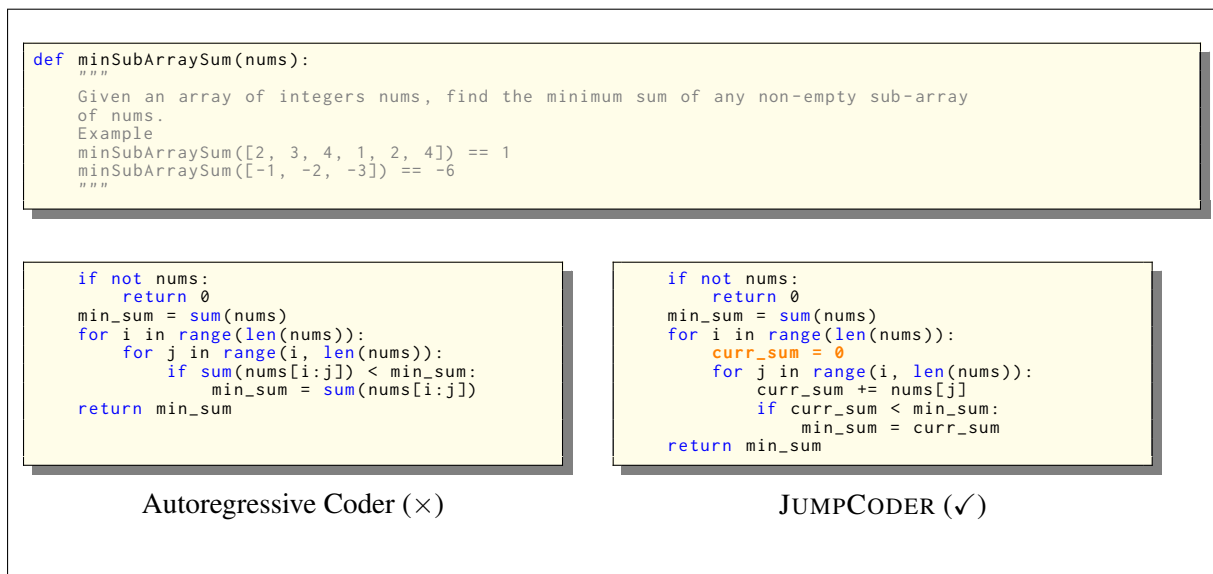 def minSubArraySum(nums):
    """
    Given an array of integers nums, find the minimum sum of any non-empty sub-array
    of nums.
    Example
    minSubArraySum([2, 3, 4, 1, 2, 4]) == 1
    minSubArraySum([-1, -2, -3]) == -6
    """
    if not nums:
        return 0
    min_sum = sum(nums)
    for i in range(len(nums)):
        for j in range(i, len(nums)):
            if sum(nums[i:j]) < min_sum:
                min_sum = sum(nums[i:j])
    return min_sum
Autoregressive Coder (×)
    if not nums:
        return 0
    min_sum = sum(nums)
    for i in range(len(nums)):
        curr_sum = 0
        for j in range(i, len(nums)):
            curr_sum += nums[j]
            if curr_sum < min_sum:
                min_sum = curr_sum
    return min_sum
JUMPCODER (✓)